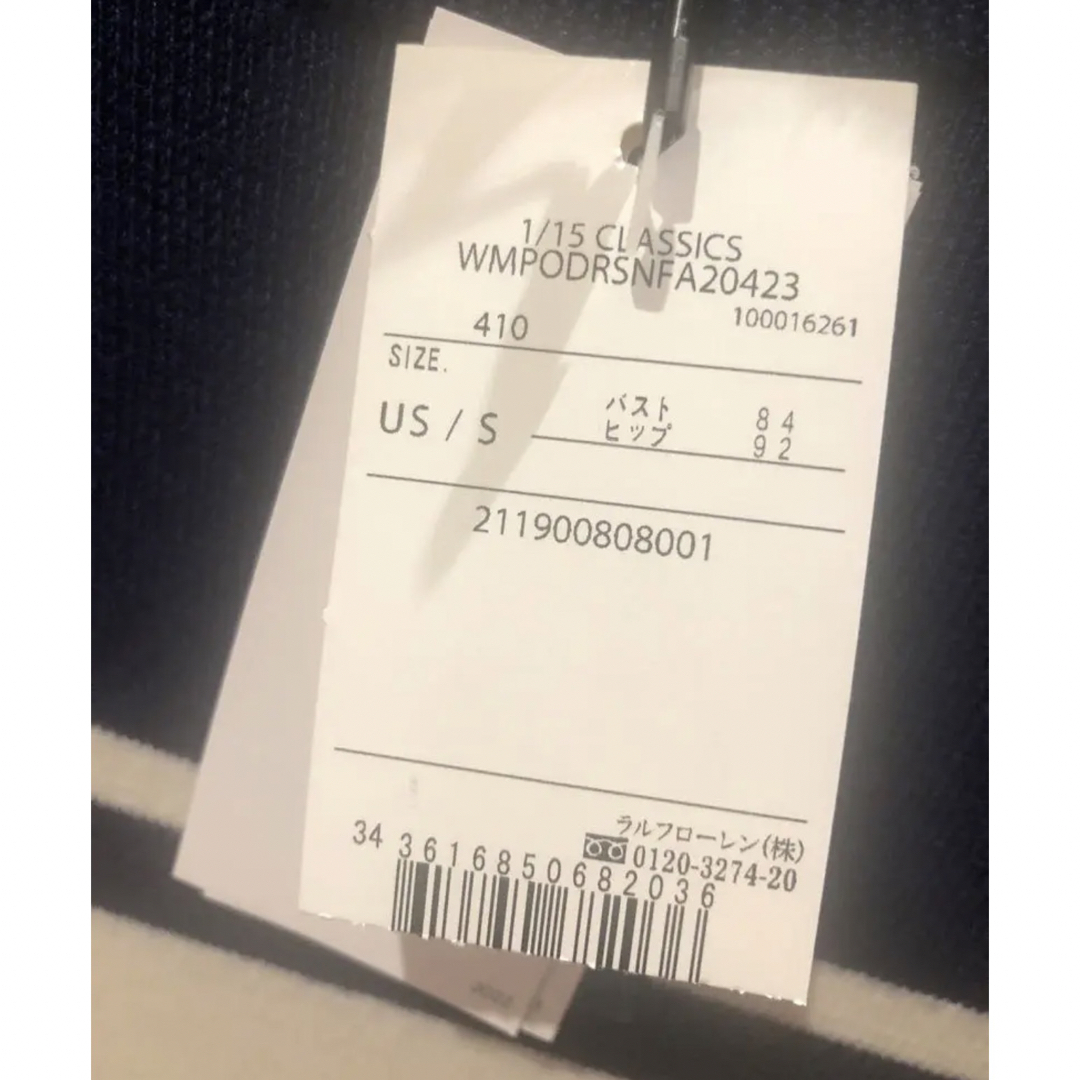 1/15 CLASSICS
WMPODRSNFA20423
100016261
410
SIZE.
US / S
バスト 84
ヒップ 92
211900808001
ラルフローレン(株)
0120-3274-20
34
3616850682036